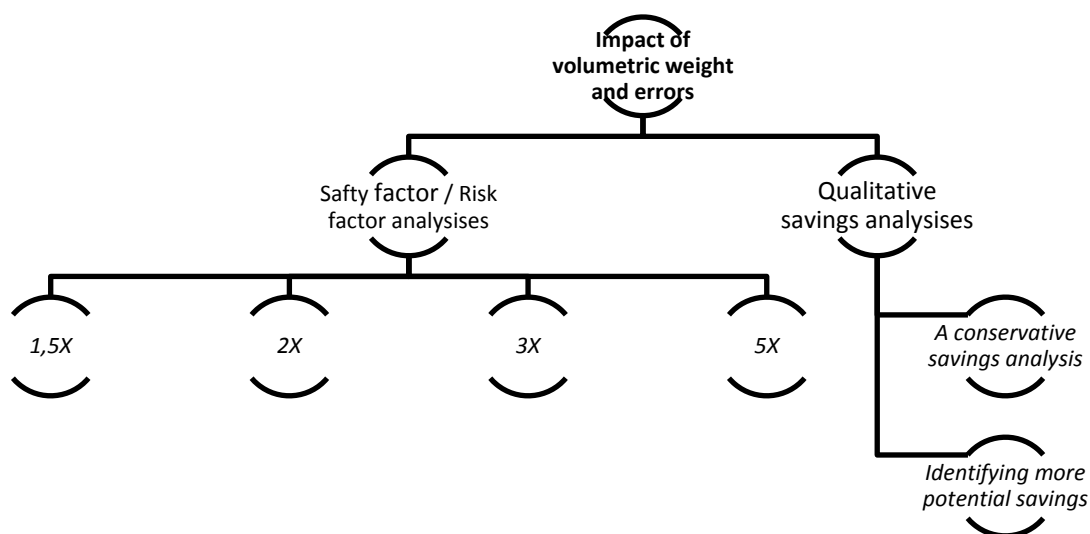 Impact of
volumetric weight
and errors
Safty factor / Risk
factor analysises
Qualitative
savings analysises
1,5X
2X
3X
5X
A conservative
savings analysis
Identifying more
potential savings